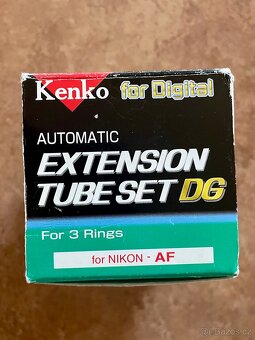 Kenko for Digital
AUTOMATIC
EXTENSION
TUBE SET DG
For 3 Rings
for NIKON - AF